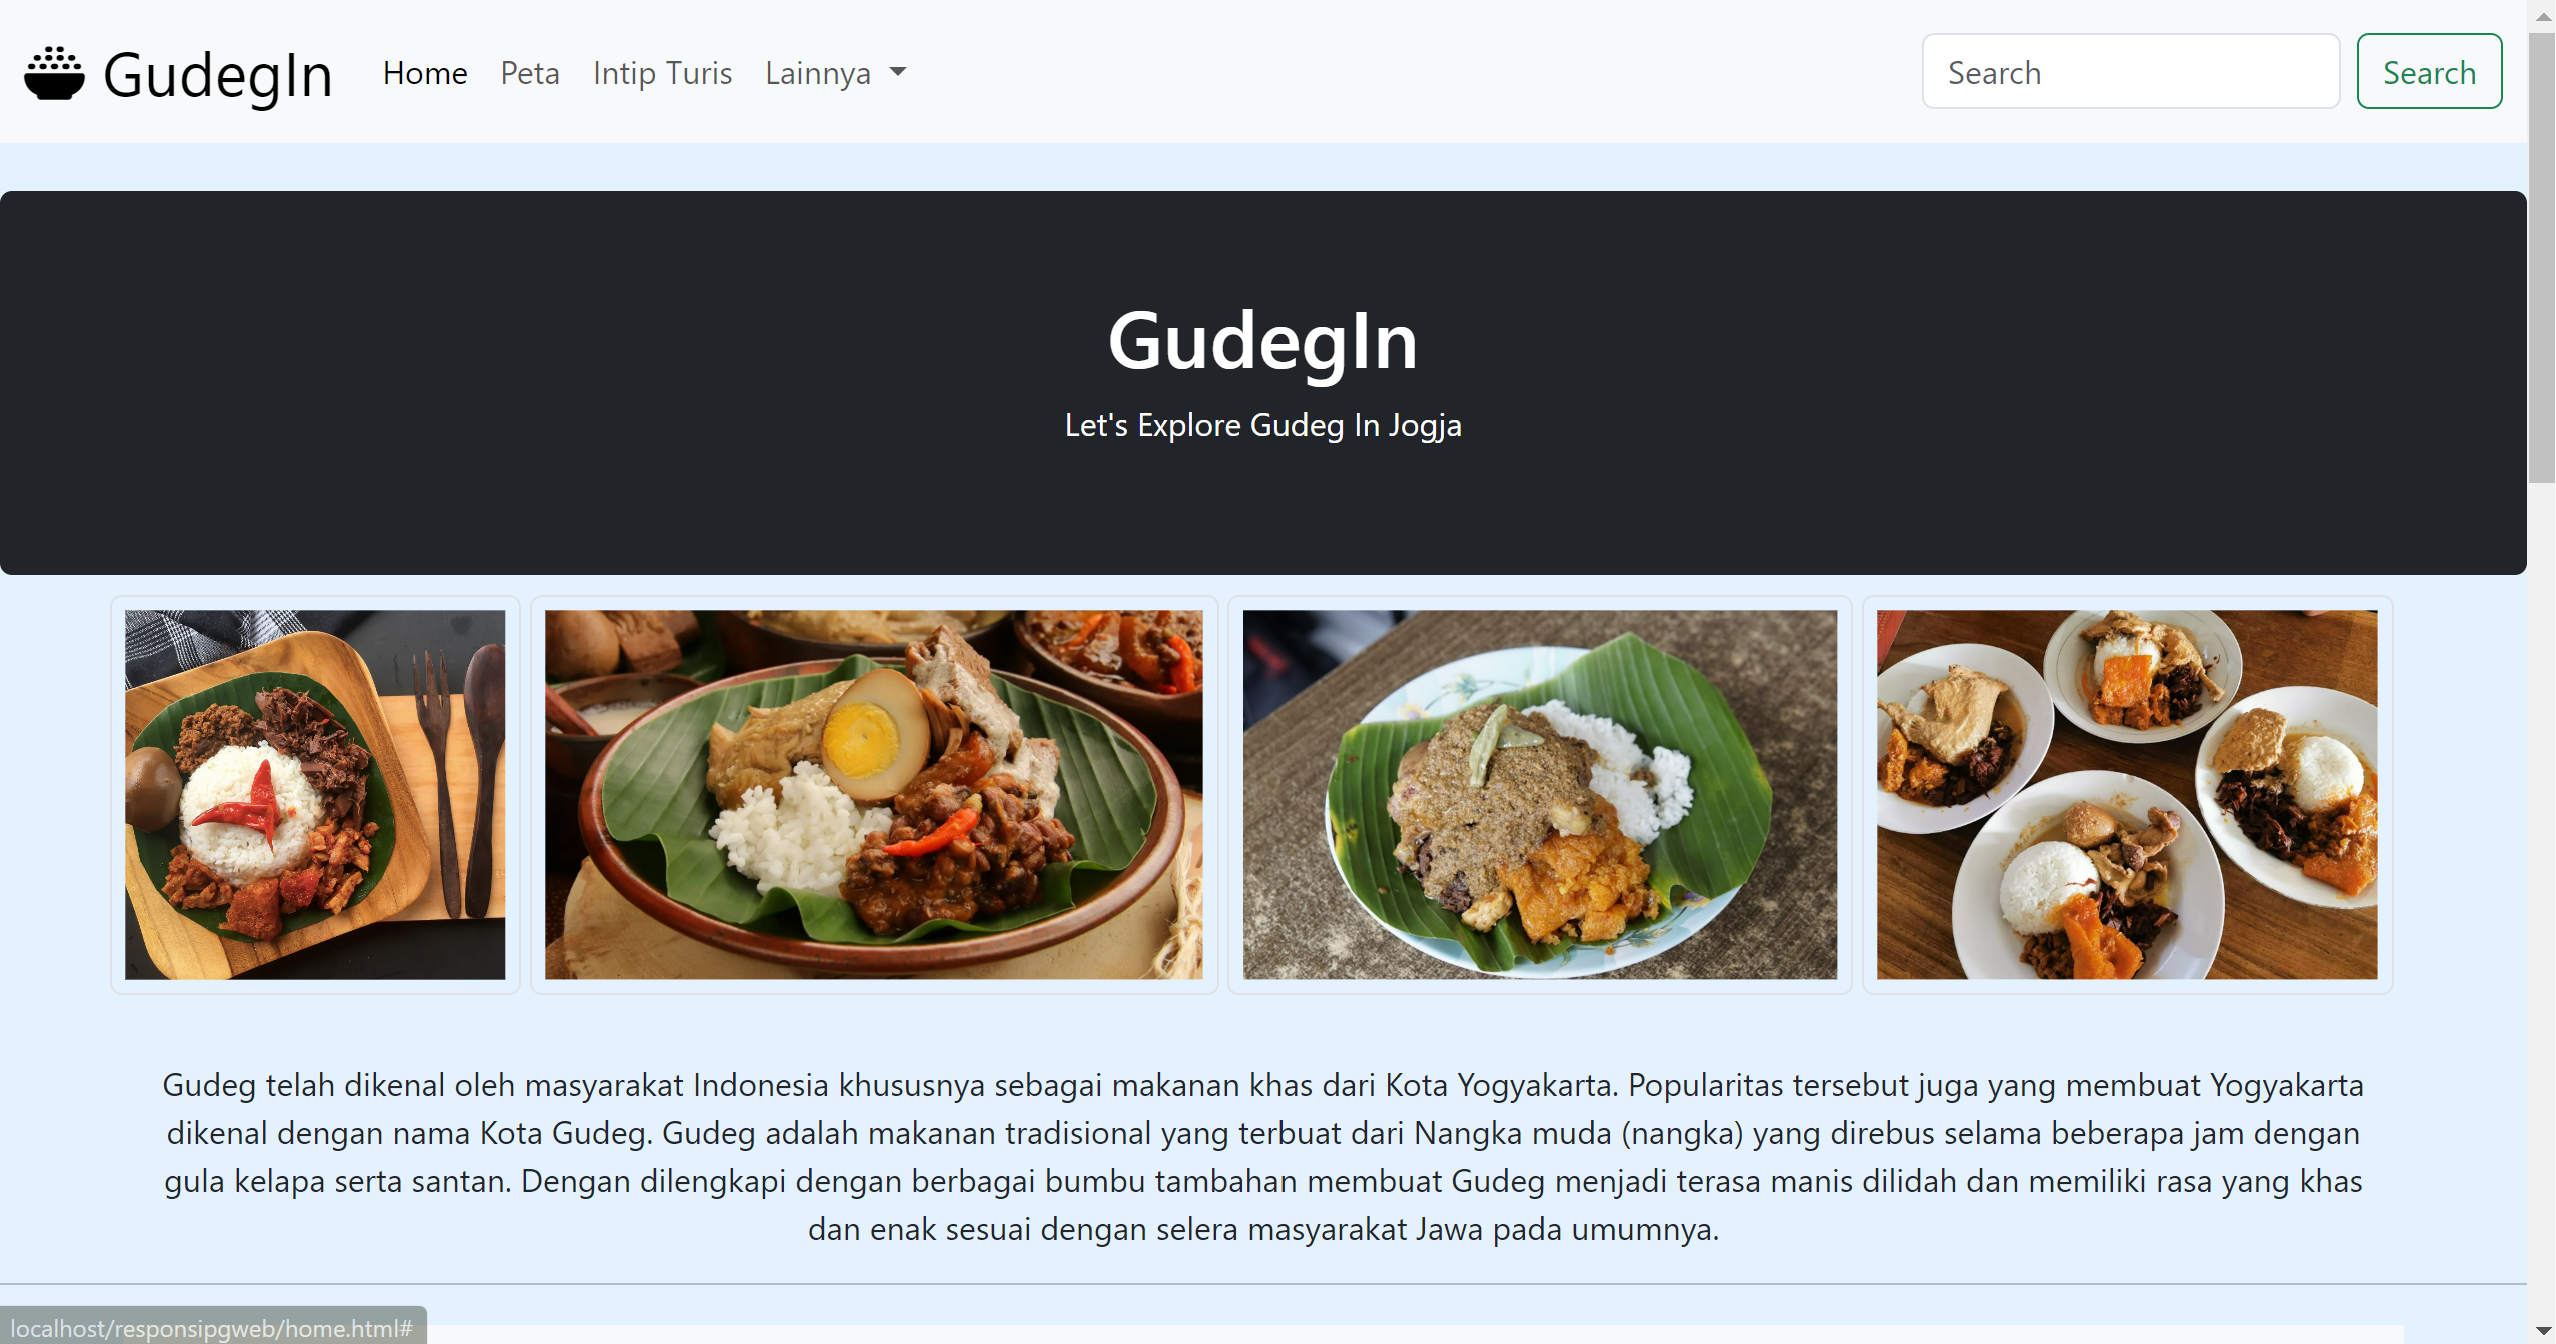 GudegIn
Home
Peta
Intip Turis
Lainnya
Search
Search
GudegIn
Let's Explore Gudeg In Jogja
Gudeg telah dikenal oleh masyarakat Indonesia khususnya sebagai makanan khas dari Kota Yogyakarta. Popularitas tersebut juga yang membuat Yogyakarta
dikenal dengan nama Kota Gudeg. Gudeg adalah makanan tradisional yang terbuat dari Nangka muda (nangka) yang direbus selama beberapa jam dengan
gula kelapa serta santan. Dengan dilengkapi dengan berbagai bumbu tambahan membuat Gudeg menjadi terasa manis dilidah dan memiliki rasa yang khas
dan enak sesuai dengan selera masyarakat Jawa pada umumnya.
localhost/responsipgweb/home.html#